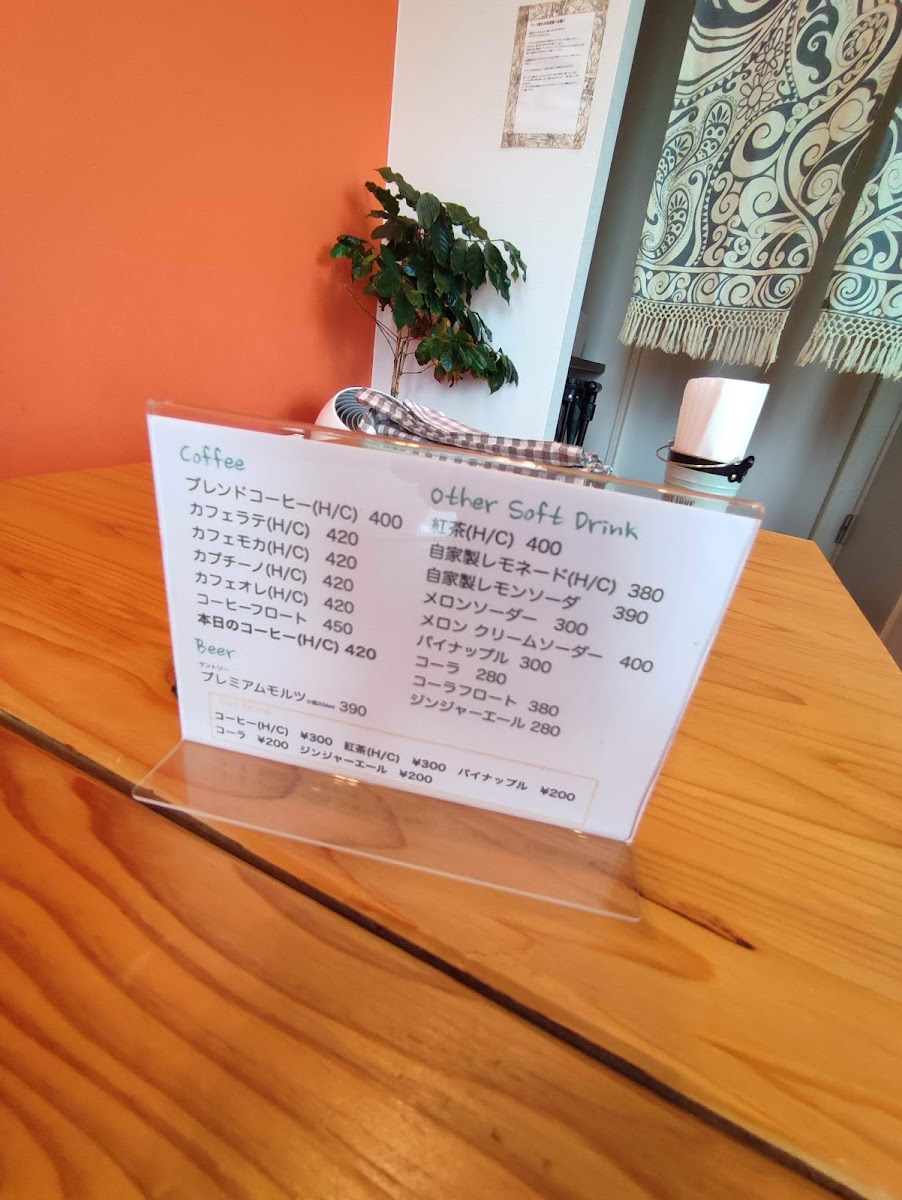 Coffee
ブレンドコーヒー(H/C) 400
カフェラテ(H/C) 420
カフェモカ(H/C) 420
カプチーノ(H/C) 420
カフェオレ(H/C) 420
コーヒーフロート 450
本日のコーヒー(H/C) 420
Beer
サントリー
プレミアムモルツ 390
other Soft Drink
紅茶(H/C) 400
自家製レモネード(H/C) 380
自家製レモンソーダ 390
メロンソーダー 300
メロン クリームソーダー 400
パイナップル 300
コーラ 280
コーラフロート 380
ジンジャーエール 280
コーヒー(H/C) ¥300 紅茶(H/C) ¥300 パイナップル ¥200
コーラ ¥200 ジンジャーエール ¥200